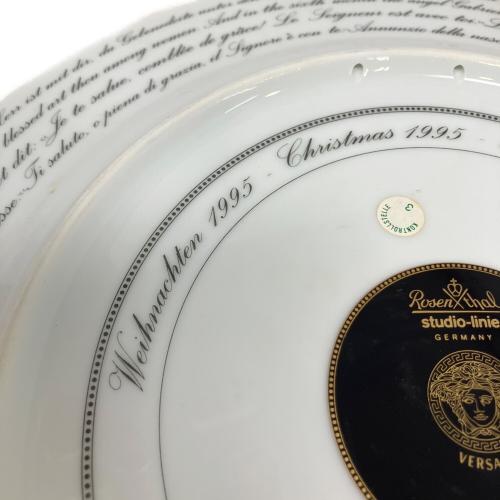 Herr ist mit dir, du Gebenedeite unter
blessed art thou among women. And in the sixth month the angel Gabriel
dit: „Je te salue, comblée de grâce! Le Seigneur est avec toi.
Ti saluto, o piena di grazia, il Signore è con te. Annunzio della
Weihnachten 1995 - Christmas 1995 -
KONTROLLSTELLE
3
Rosenthal
studio-linie
GERMANY
VERSA